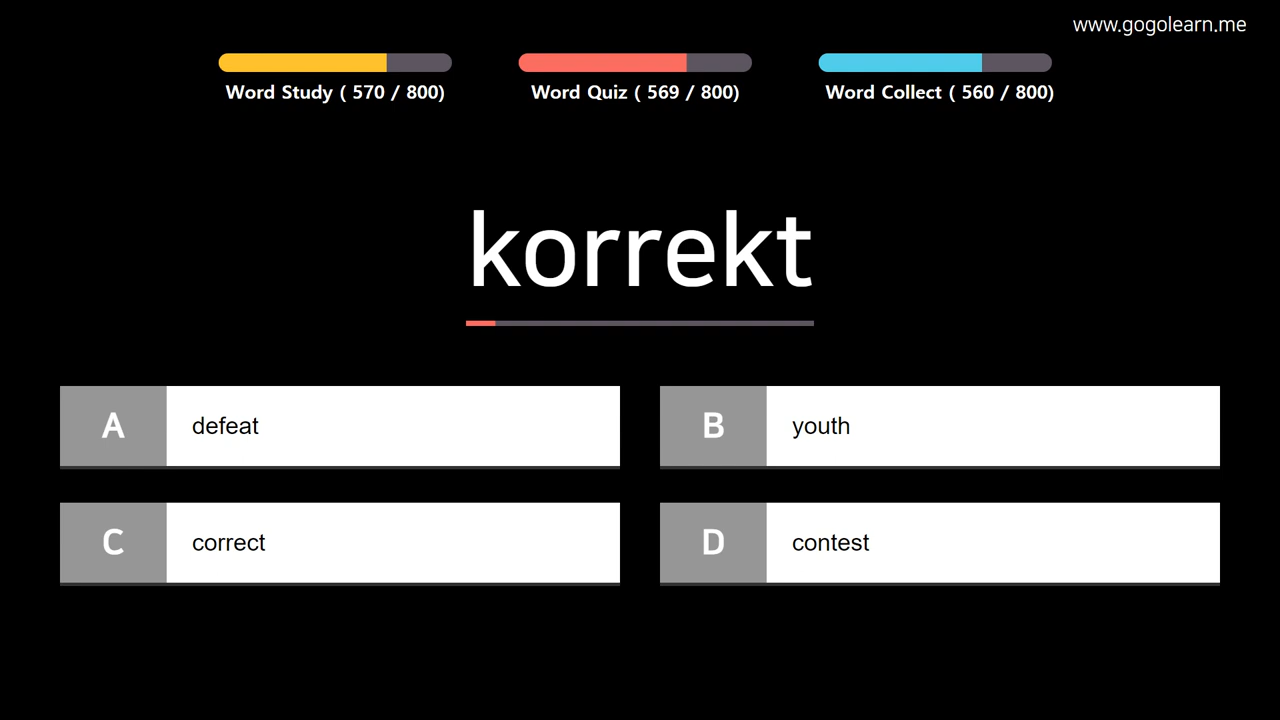 www.gogolearn.me
Word Study ( 570 / 800)
Word Quiz ( 569 / 800)
Word Collect ( 560 / 800)
korrekt
A defeat
B youth
C correct
D contest